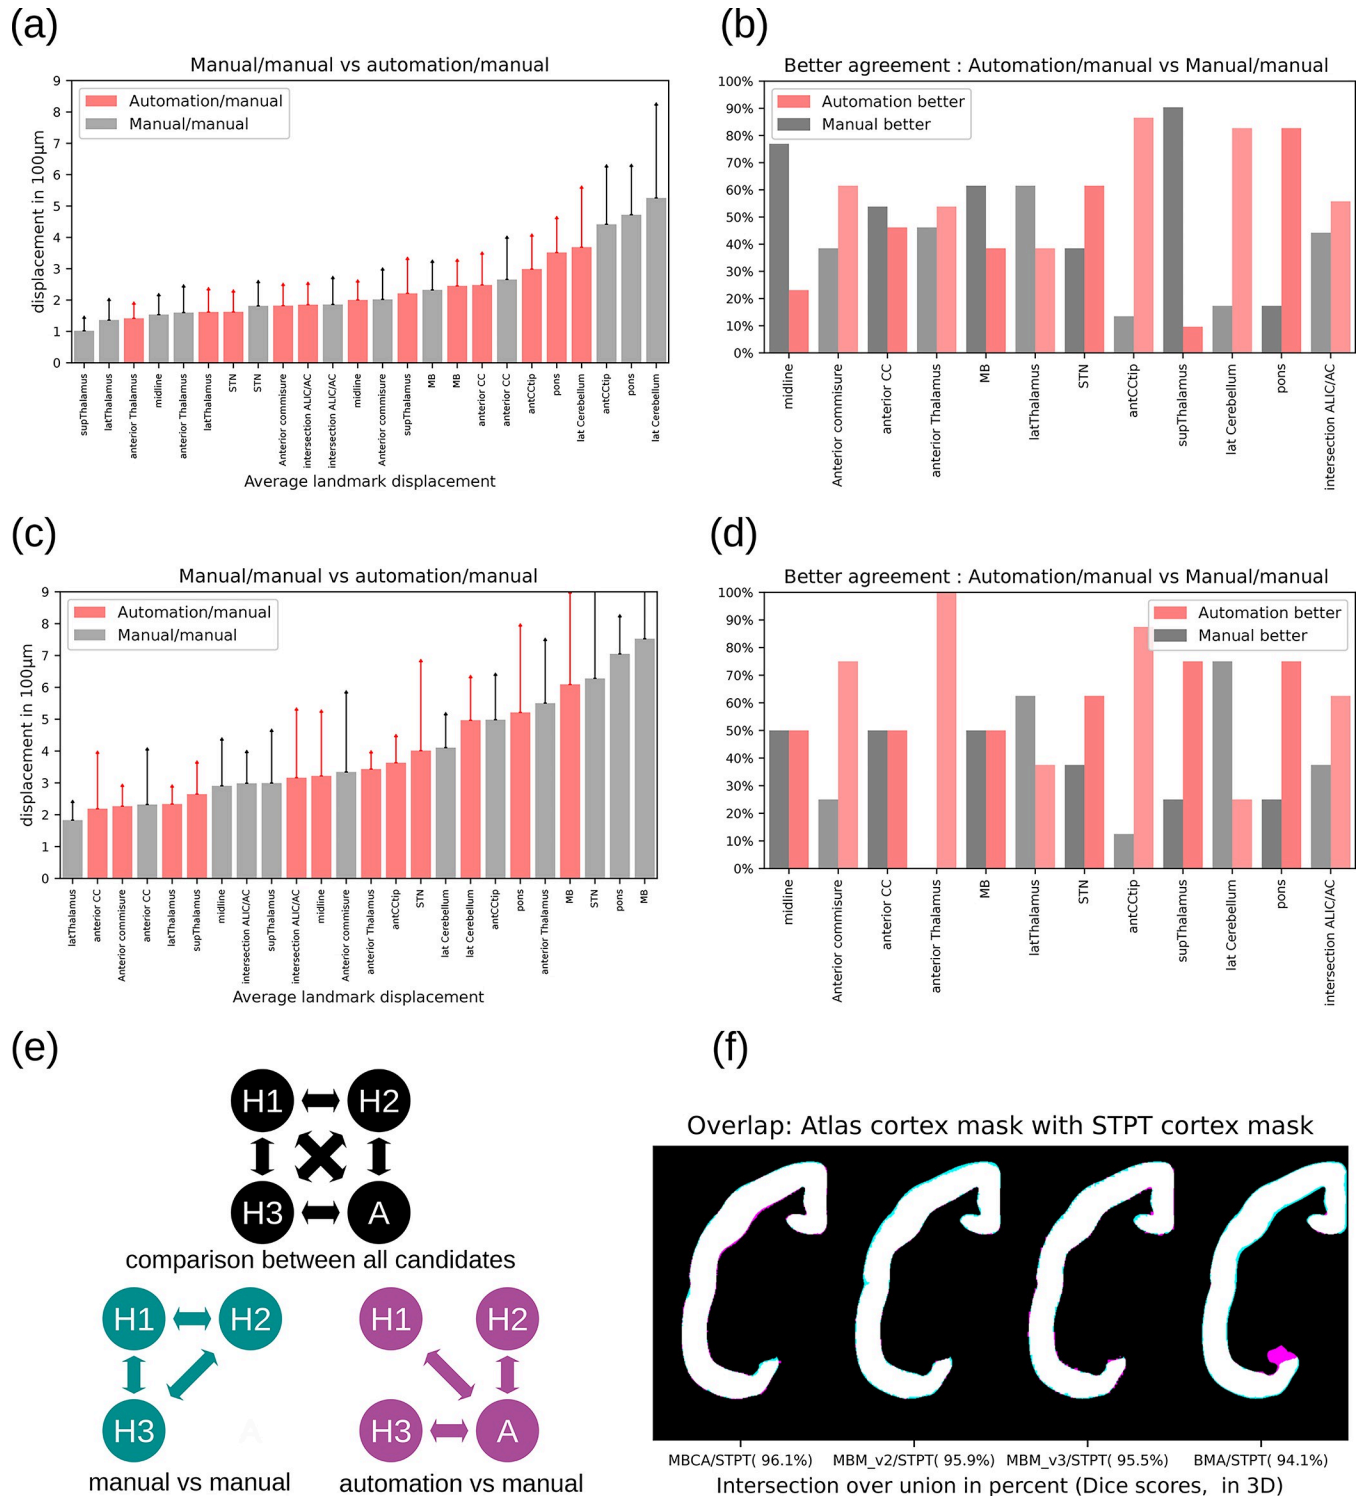 (a)
Manual/manual vs automation/manual
displacement in 100μm
9
8
7
6
5
4
3
2
1
0
Automation/manual
Manual/manual
supThalamus
latThalamus
anterior Thalamus
midline
anterior Thalamus
latThalamus
STN
STN
Anterior commisure
intersection ALIC/AC
intersection ALIC/AC
midline
Anterior commisure
supThalamus
MB
MB
anterior CC
anterior CC
antCCtip
pons
lat Cerebellum
antCCtip
pons
lat Cerebellum
Average landmark displacement
(b)
Better agreement : Automation/manual vs Manual/manual
100%
90%
80%
70%
60%
50%
40%
30%
20%
10%
0%
Automation better
Manual better
midline
Anterior commisure
anterior CC
anterior Thalamus
MB
latThalamus
STN
antCCtip
supThalamus
lat Cerebellum
pons
intersection ALIC/AC
(c)
Manual/manual vs automation/manual
displacement in 100μm
9
8
7
6
5
4
3
2
1
0
Automation/manual
Manual/manual
latThalamus
anterior CC
Anterior commisure
anterior CC
latThalamus
supThalamus
midline
intersection ALIC/AC
supThalamus
intersection ALIC/AC
midline
Anterior commisure
anterior Thalamus
antCCtip
STN
lat Cerebellum
lat Cerebellum
antCCtip
pons
anterior Thalamus
MB
STN
pons
MB
Average landmark displacement
(d)
Better agreement : Automation/manual vs Manual/manual
100%
90%
80%
70%
60%
50%
40%
30%
20%
10%
0%
Automation better
Manual better
midline
Anterior commisure
anterior CC
anterior Thalamus
MB
latThalamus
STN
antCCtip
supThalamus
lat Cerebellum
pons
intersection ALIC/AC
(e)
H1 H2
H3 A
comparison between all candidates
H1 H2
H3 A
manual vs manual
H1 H2
H3 A
automation vs manual
(f)
Overlap: Atlas cortex mask with STPT cortex mask
MBCA/STPT( 96.1%) MBM_v2/STPT( 95.9%) MBM_v3/STPT( 95.5%) BMA/STPT( 94.1%)
Intersection over union in percent (Dice scores, in 3D)